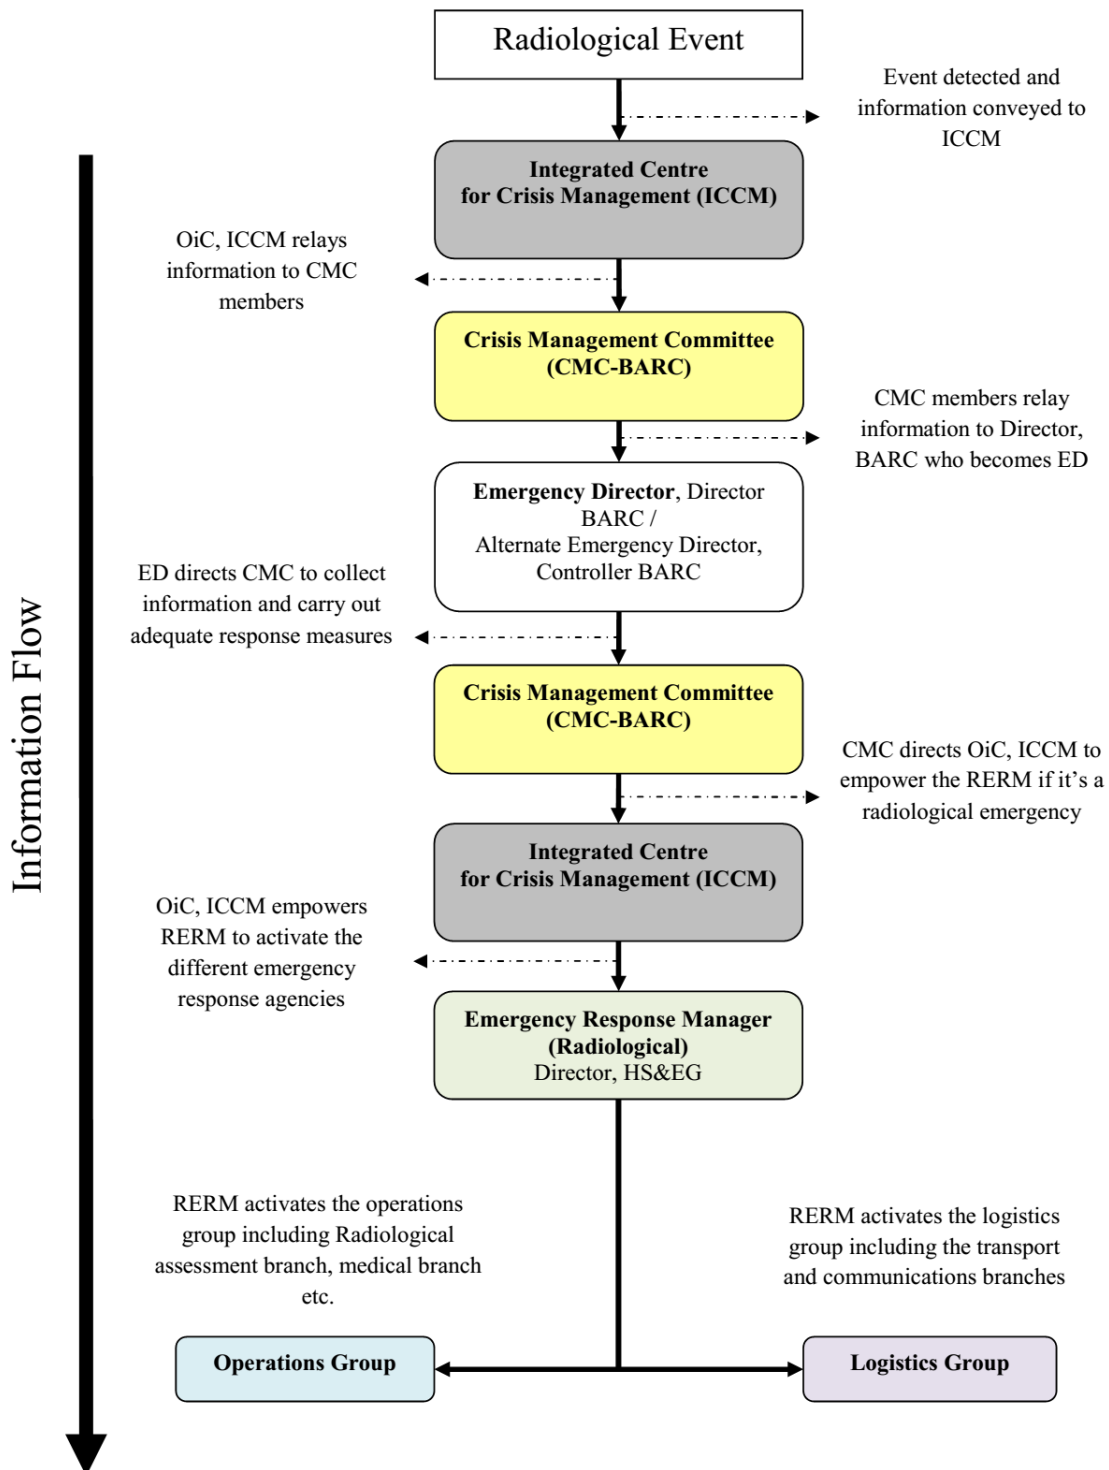 Radiological Event
Event detected and
information conveyed to
ICCM
Integrated Centre
for Crisis Management (ICCM)
OiC, ICCM relays
information to CMC
members
Crisis Management Committee
(CMC-BARC)
CMC members relay
information to Director,
BARC who becomes ED
Emergency Director, Director
BARC /
Alternate Emergency Director,
Controller BARC
ED directs CMC to collect
information and carry out
adequate response measures
Crisis Management Committee
(CMC-BARC)
CMC directs OiC, ICCM to
empower the RERM if it’s a
radiological emergency
Integrated Centre
for Crisis Management (ICCM)
OiC, ICCM empowers
RERM to activate the
different emergency
response agencies
Emergency Response Manager
(Radiological)
Director, HS&EG
RERM activates the operations
group including Radiological
assessment branch, medical branch
etc.
RERM activates the logistics
group including the transport
and communications branches
Operations Group
Logistics Group
Information Flow